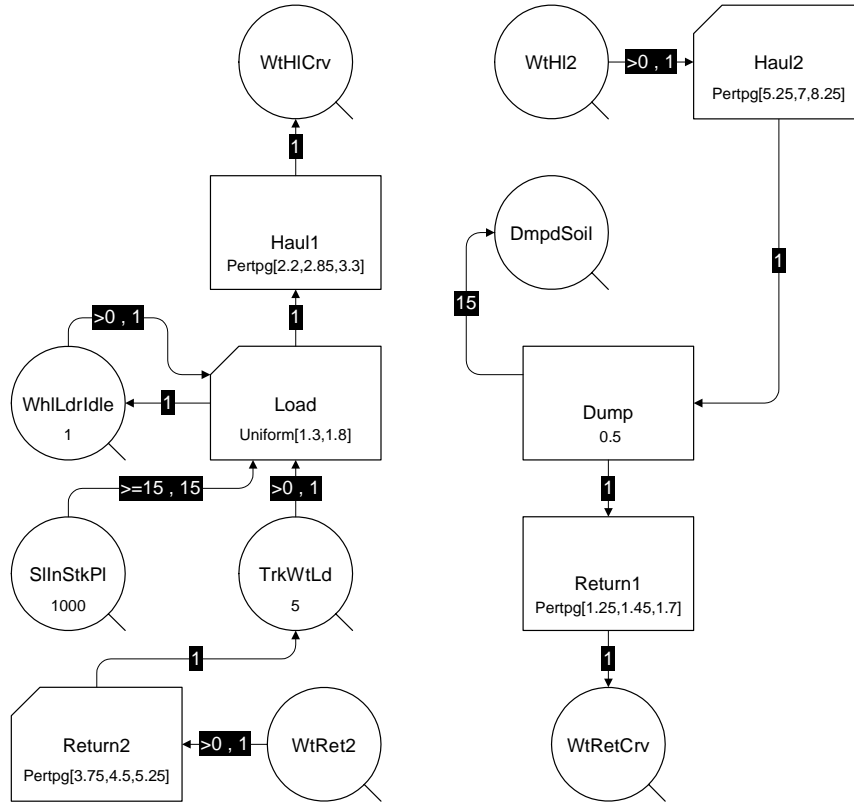 WtHlCrv
WtHl2
>0 , 1
Haul2
Pertpg[5.25,7,8.25]
1
Haul1
Pertpg[2.2,2.85,3.3]
DmpdSoil
1
15
>0 , 1
1
WhlLdrIdle
1
1
Load
Uniform[1.3,1.8]
Dump
0.5
>=15 , 15
>0 , 1
1
SlInStkPl
1000
TrkWtLd
5
Return1
Pertpg[1.25,1.45,1.7]
1
1
Return2
Pertpg[3.75,4.5,5.25]
>0 , 1
WtRet2
WtRetCrv